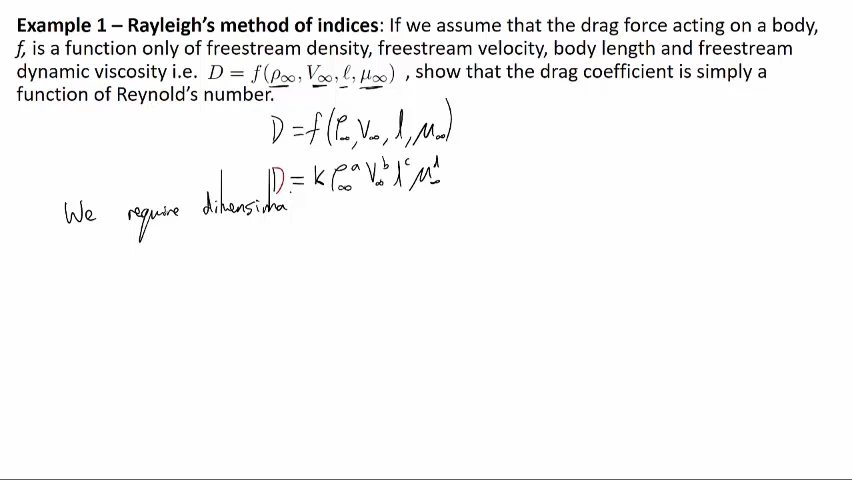 Example 1 – Rayleigh's method of indices: If we assume that the drag force acting on a body,
f, is a function only of freestream density, freestream velocity, body length and freestream
dynamic viscosity i.e. D = f(ρ∞, V∞, ℓ, μ∞) , show that the drag coefficient is simply a
function of Reynold's number.
D = f(ρ∞, V∞, l, μ∞)
D = k ρ∞^a V∞^b l^c μ∞^d
We require dimensiona